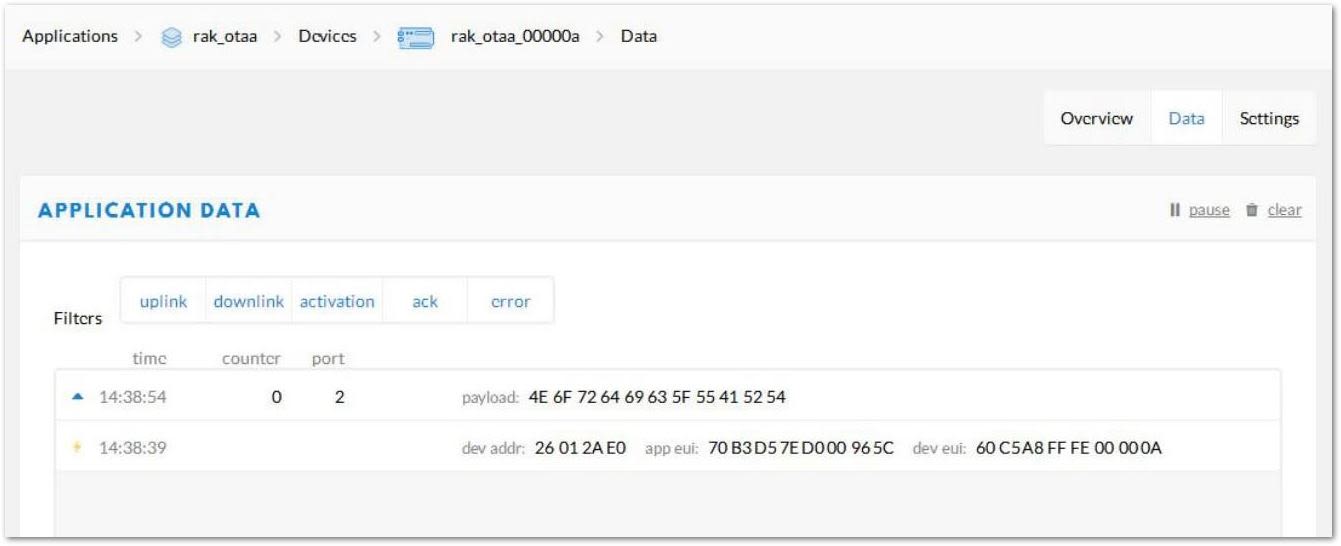 Applications > rak_otaa > Devices > rak_otaa_00000a > Data
Overview Data Settings
APPLICATION DATA
pause clear
Filters uplink downlink activation ack error
time counter port
14:38:54 0 2 payload: 4E 6F 72 64 69 63 5F 55 41 52 54
14:38:39 dev addr: 26 01 2A E0 app eui: 70 B3 D5 7E D0 00 96 5C dev eui: 60 C5 A8 FF FE 00 00 0A